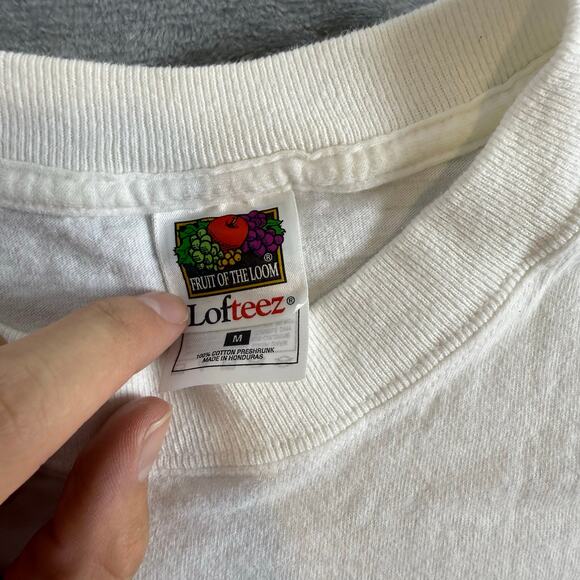 FRUIT OF THE LOOM®
Lofteez®
M
100% COTTON PRESHRUNK
MADE IN HONDURAS